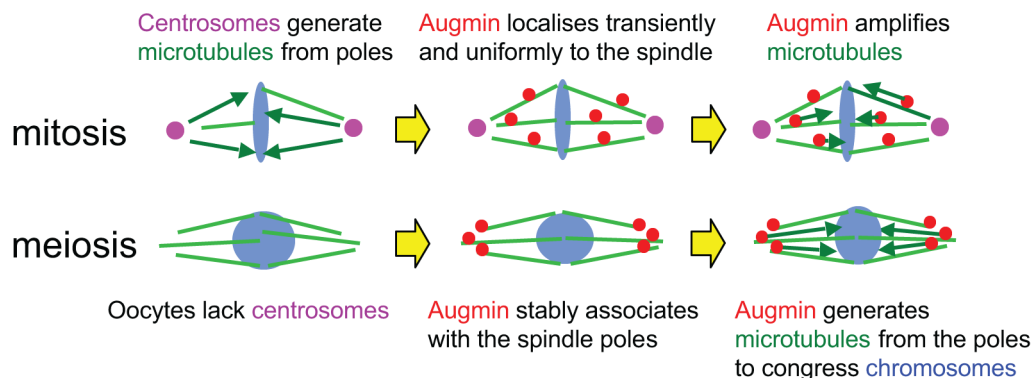 Centrosomes generate
microtubules from poles
Augmin localises transiently
and uniformly to the spindle
Augmin amplifies
microtubules
mitosis
meiosis
Oocytes lack centrosomes
Augmin stably associates
with the spindle poles
Augmin generates
microtubules from the poles
to congress chromosomes